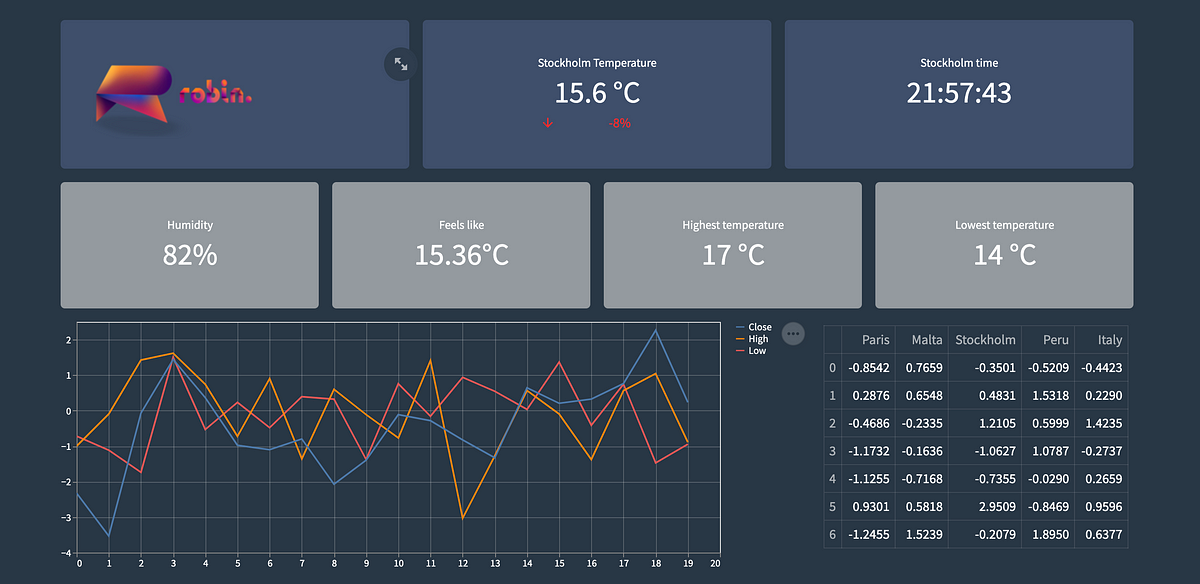 robin.
Stockholm Temperature
15.6 °C
-8%
Stockholm time
21:57:43
Humidity
82%
Feels like
15.36°C
Highest temperature
17 °C
Lowest temperature
14 °C
2
1
0
−1
−2
−3
−4
0 1 2 3 4 5 6 7 8 9 10 11 12 13 14 15 16 17 18 19 20
Close
High
Low
Paris Malta Stockholm Peru Italy
0 -0.8542 0.7659 -0.3501 -0.5209 -0.4423
1 0.2876 0.6548 0.4831 1.5318 0.2290
2 -0.4686 -0.2335 1.2105 0.5999 1.4235
3 -1.1732 -0.1636 -1.0627 1.0787 -0.2737
4 -1.1255 -0.7168 -0.7355 -0.0290 0.2659
5 0.9301 0.5818 2.9509 -0.8469 0.9596
6 -1.2455 1.5239 -0.2079 1.8950 0.6377